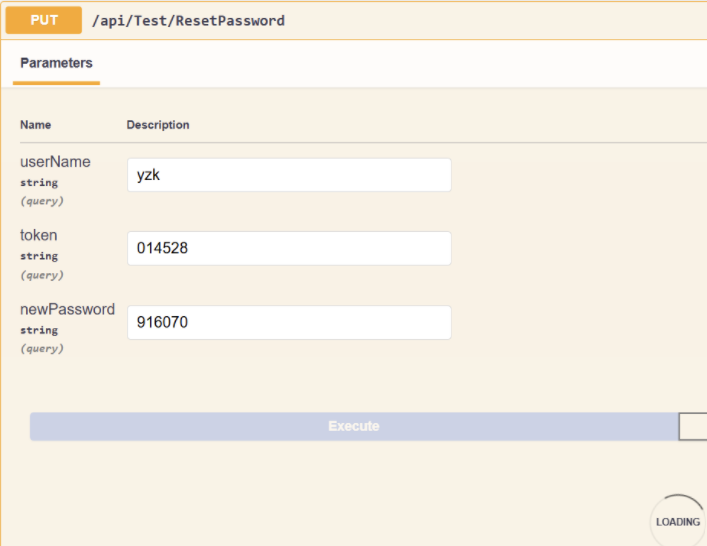 PUT /api/Test/ResetPassword
Parameters
Name Description
userName
string
(query)
yzk
token
string
(query)
014528
newPassword
string
(query)
916070
Execute
LOADING